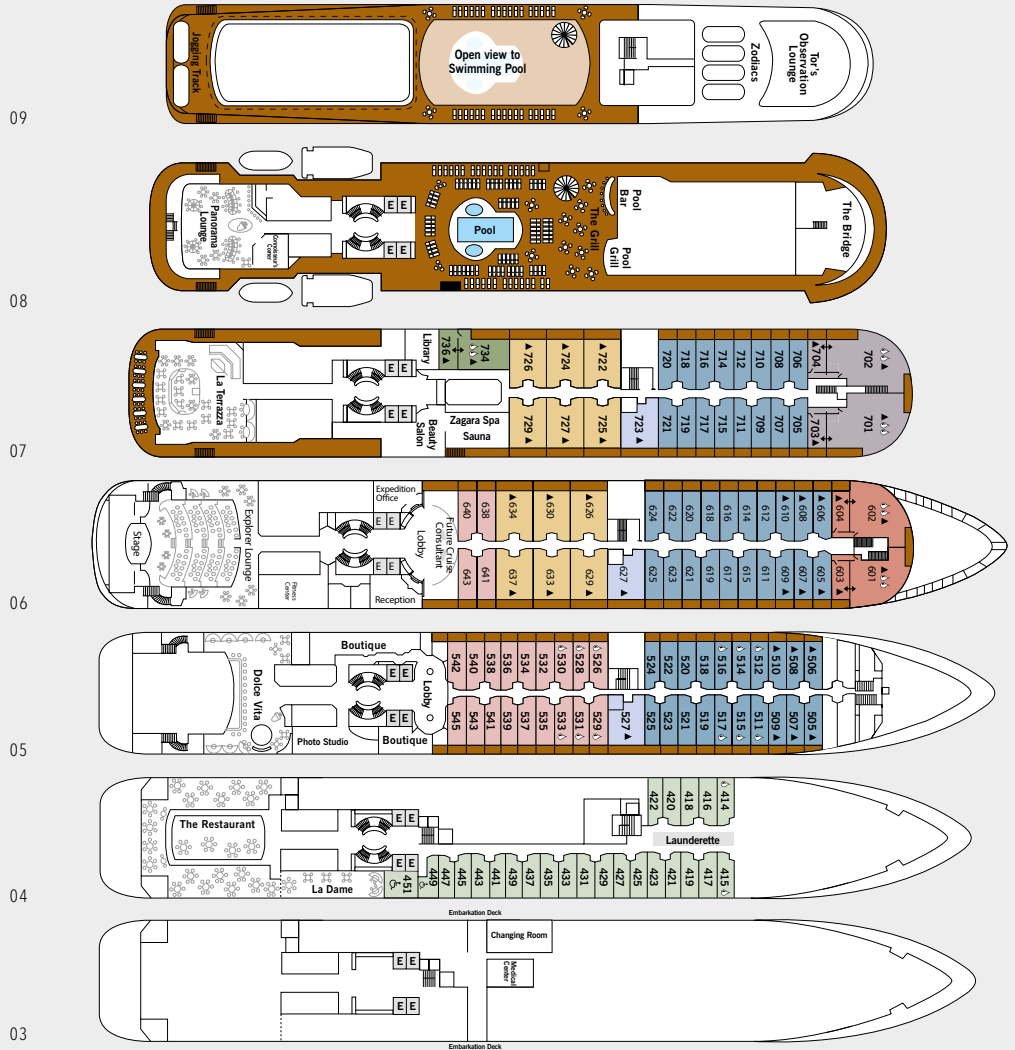 09
Jogging Track
Open view to
Swimming Pool
Zodiacs
Tor's
Observation
Lounge
08
Panorama
Lounge
Connoisseur's
Corner
E E
E E
Pool
The Grill
Pool
Bar
Pool
Grill
The Bridge
07
La Terrazza
E E
E E
Library
Beauty
Salon
Zagara Spa
Sauna
736 734 726 724 722 720 718 716 714 712 710 708 706 704 702
729 727 725 723 721 719 717 715 711 709 707 705 703 701
06
Stage
Explorer Lounge
Fitness
Center
Expedition
Office
E E
E E
Lobby
Reception
Future Cruise
Consultant
640 638 634 630 626 624 622 620 618 616 614 612 610 608 606 604 602
643 641 637 633 629 627 625 623 621 619 617 615 611 609 607 605 603 601
05
Dolce Vita
Boutique
Photo Studio
E E
E E
Boutique
Lobby
542 540 538 536 534 532 530 528 526 524 522 520 518 516 514 512 510 508 506
545 543 541 539 537 535 533 531 529 527 525 523 521 519 517 515 511 509 507 505
04
The Restaurant
La Dame
E E
E E
422 420 418 416 414
Launderette
451 449 447 445 443 441 439 437 435 433 431 429 427 425 423 421 419 417 415
Embarkation Deck
03
E E
E E
Changing Room
Medical
Center
Embarkation Deck